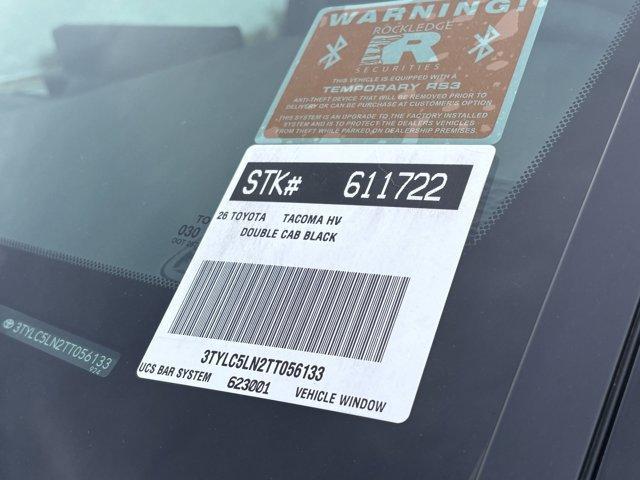 WARNING!
ROCKLEDGE
R
SECURITIES
THIS VEHICLE IS EQUIPPED WITH A
TEMPORARY RS3
ANTI-THEFT DEVICE THAT WILL BE REMOVED PRIOR TO
DELIVERY OR CAN BE PURCHASE AT CUSTOMER'S OPTION
THIS SYSTEM IS AN UPGRADE TO THE FACTORY INSTALLED
SYSTEM AND IS TO PROTECT THE DEALERS VEHICLES
FROM THEFT WHILE PARKED ON DEALERSHIP PREMISES.
STK# 611722
26 TOYOTA TACOMA HV
DOUBLE CAB BLACK
3TYLC5LN2TT056133
UCS BAR SYSTEM 623001 VEHICLE WINDOW
TO
030
3TYLC5LN2TT056133
924